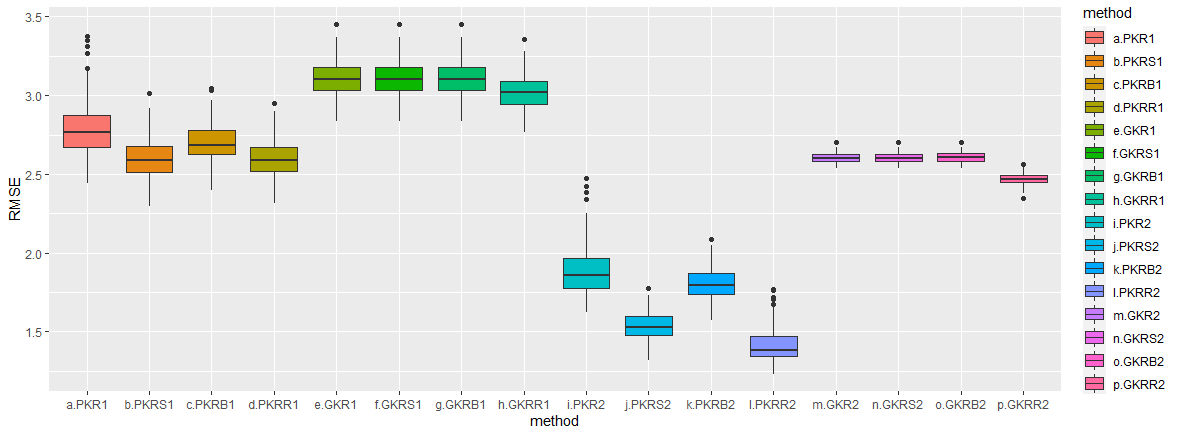 RMSE
3.5
3.0
2.5
2.0
1.5
a.PKR1 b.PKRS1 c.PKRB1 d.PKRR1 e.GKR1 f.GKRS1 g.GKRB1 h.GKRR1 i.PKR2 j.PKRS2 k.PKRB2 l.PKRR2 m.GKR2 n.GKRS2 o.GKRB2 p.GKRR2
method
method
a.PKR1
b.PKRS1
c.PKRB1
d.PKRR1
e.GKR1
f.GKRS1
g.GKRB1
h.GKRR1
i.PKR2
j.PKRS2
k.PKRB2
l.PKRR2
m.GKR2
n.GKRS2
o.GKRB2
p.GKRR2